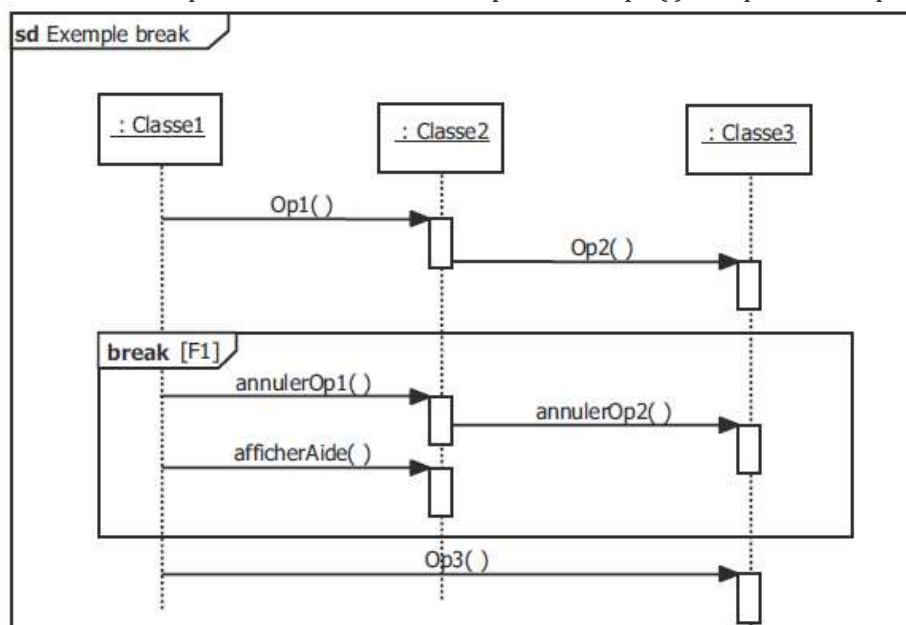 sd Exemple break
: Classe1
: Classe2
: Classe3
Op1( )
Op2( )
break [F1]
annulerOp1( )
annulerOp2( )
afficherAide( )
Op3( )